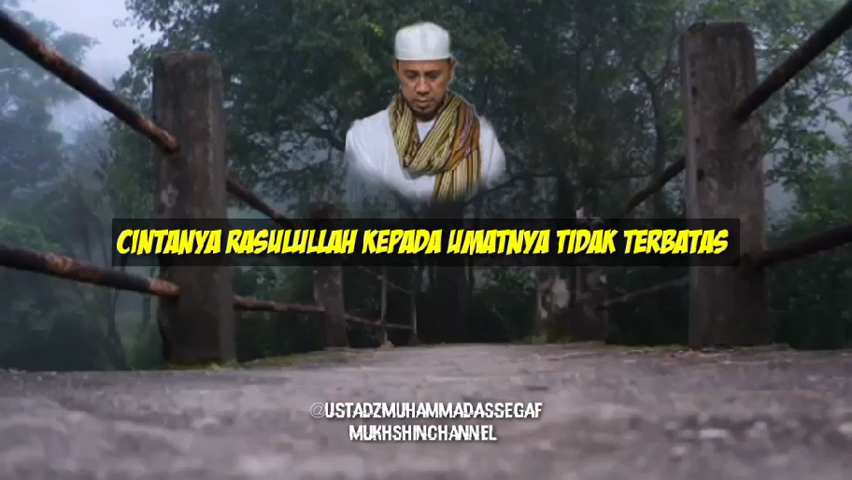 CINTANYA RASULULLAH KEPADA UMATNYA TIDAK TERBATAS
@USTADZMUHAMMADASSEGAF
MUKHSHINCHANNEL